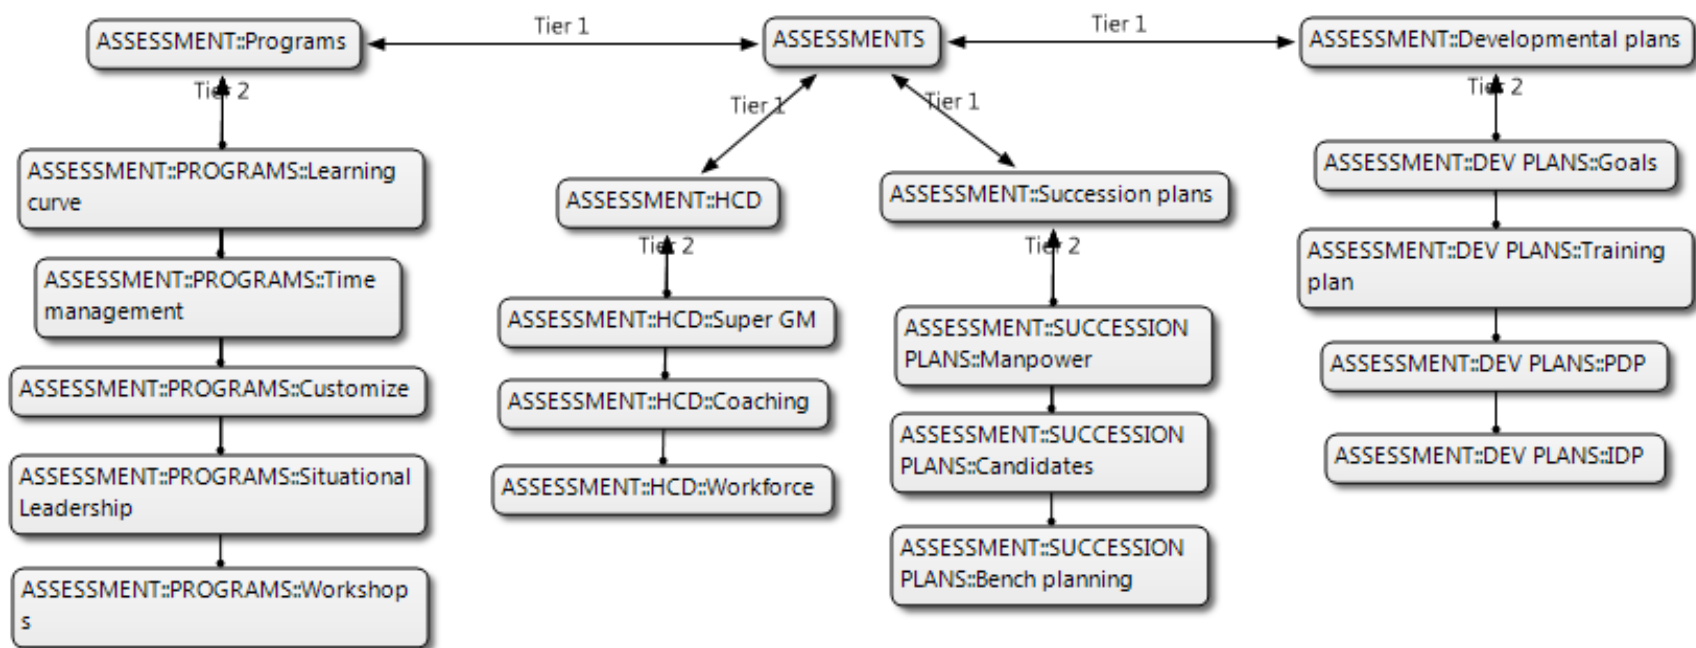 Tier 1
Tier 1
ASSESSMENT::Programs
ASSESSMENTS
ASSESSMENT::Developmental plans
Tier 2
Tier 1
Tier 1
Tier 2
ASSESSMENT::PROGRAMS::Learning
curve
ASSESSMENT::PROGRAMS::Time
management
ASSESSMENT::PROGRAMS::Customize
ASSESSMENT::PROGRAMS::Situational
Leadership
ASSESSMENT::PROGRAMS::Workshop
s
ASSESSMENT::HCD
Tier 2
ASSESSMENT::HCD::Super GM
ASSESSMENT::HCD::Coaching
ASSESSMENT::HCD::Workforce
ASSESSMENT::Succession plans
Tier 2
ASSESSMENT::SUCCESSION
PLANS::Manpower
ASSESSMENT::SUCCESSION
PLANS::Candidates
ASSESSMENT::SUCCESSION
PLANS::Bench planning
ASSESSMENT::DEV PLANS::Goals
ASSESSMENT::DEV PLANS::Training
plan
ASSESSMENT::DEV PLANS::PDP
ASSESSMENT::DEV PLANS::IDP